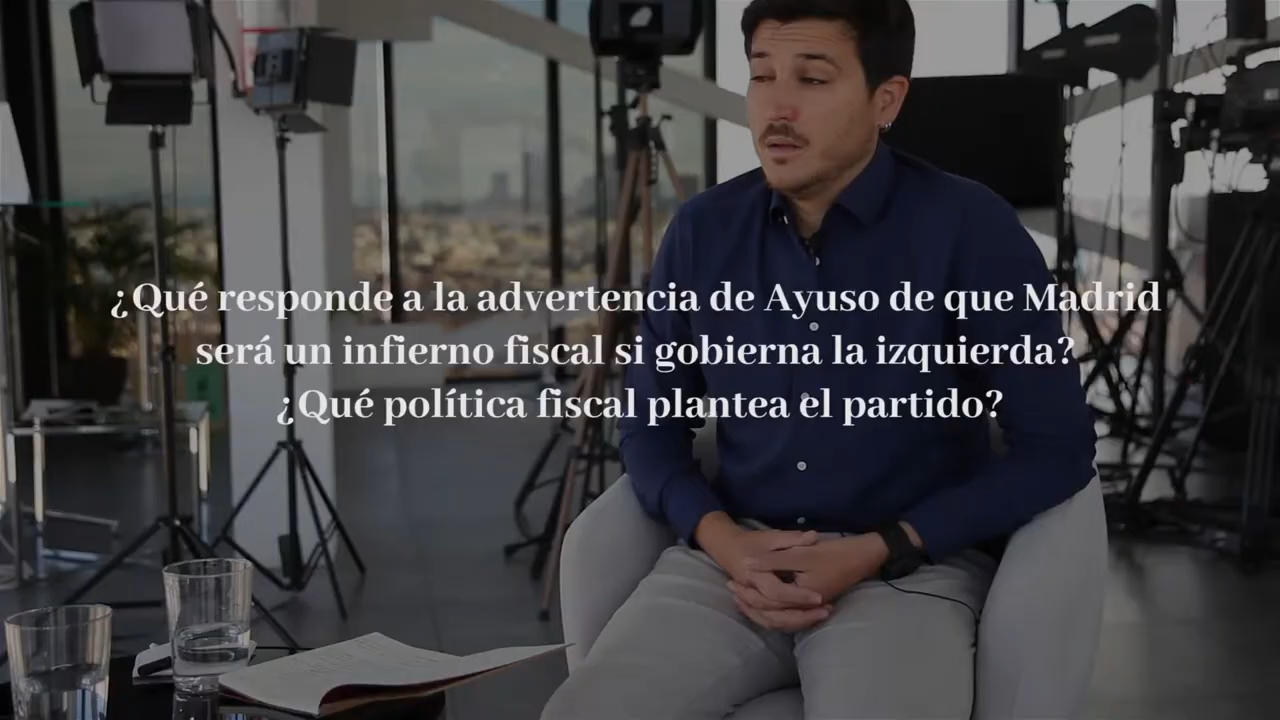 ¿Qué responde a la advertencia de Ayuso de que Madrid
será un infierno fiscal si gobierna la izquierda?
¿Qué política fiscal plantea el partido?